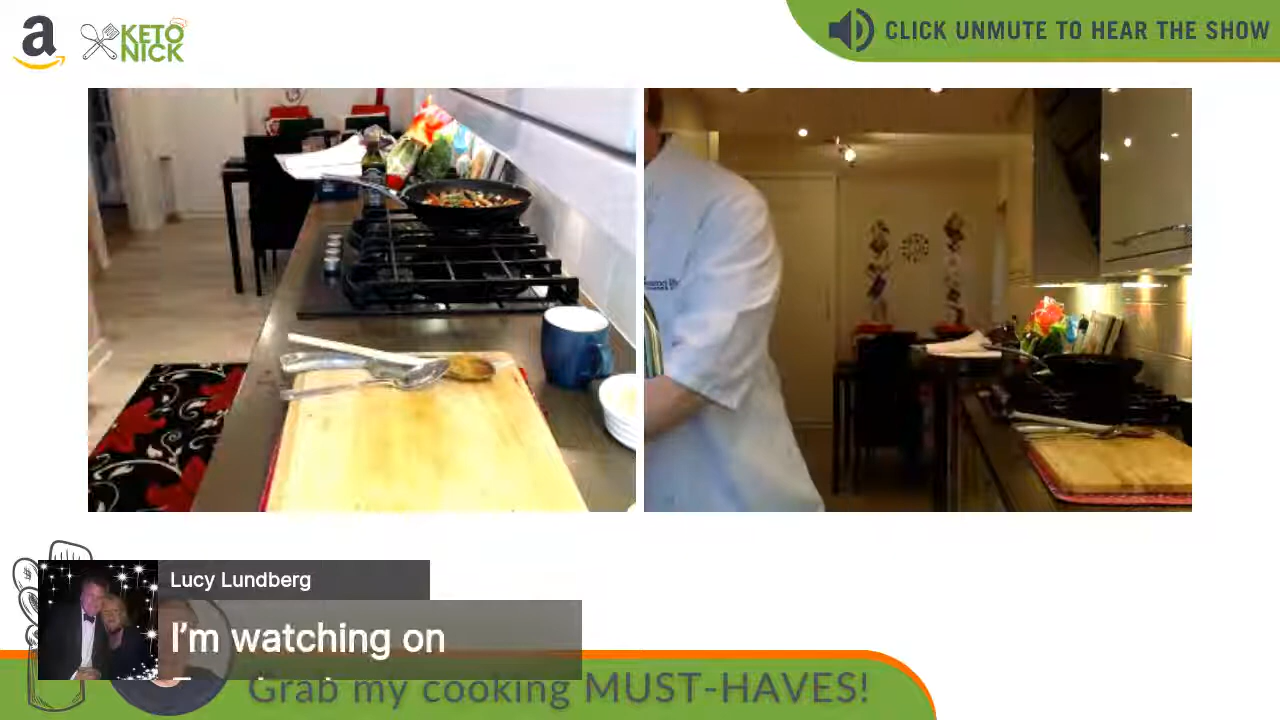 a
KETO
NICK
CLICK UNMUTE TO HEAR THE SHOW
Lucy Lundberg
I'm watching on
Grab my cooking MUST-HAVES!